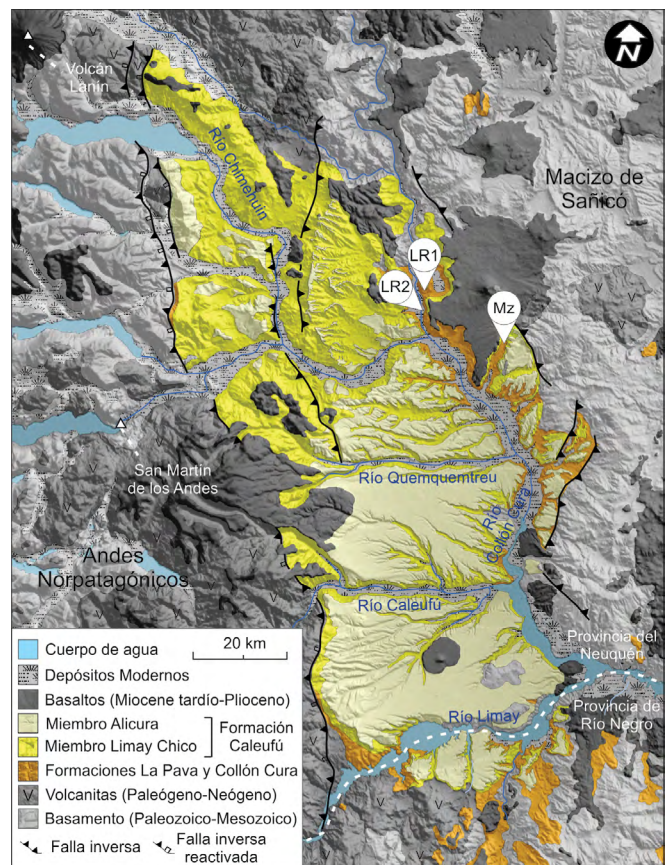 N
Volcán
Lanín
Río Chimehuin
Macizo de
Sañicó
LR1
LR2
Mz
San Martín
de los Andes
Río Quemquemtreu
Río
Collón Cura
Andes
Norpatagónicos
Río Caleufú
Provincia del
Neuquén
Río Limay
Provincia de
Río Negro
20 km
Cuerpo de agua
Depósitos Modernos
Basaltos (Mioceno tardío-Plioceno)
Miembro Alicura
Miembro Limay Chico
Formación
Caleufú
Formaciones La Pava y Collón Cura
V Volcanitas (Paleógeno-Neógeno)
Basamento (Paleozoico-Mesozoico)
Falla inversa
Falla inversa
reactivada